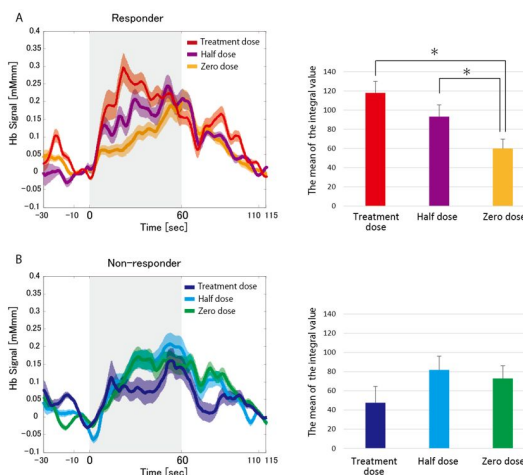 A
Responder
Hb Signal [mMmm]
0.4
0.35
0.3
0.25
0.2
0.15
0.1
0.05
0
0.05
0.1
-30
-10
0
60
110 115
Time [sec]
Treatment dose
Half dose
Zero dose
The mean of the integral value
140
120
100
80
60
40
20
0
*
*
Treatment
dose
Half dose
Zero dose
B
Non-responder
Hb Signal [mMmm]
0.4
0.35
0.3
0.25
0.2
0.15
0.1
0.05
0
0.05
0.1
-30
-10
0
60
110 115
Time [sec]
Treatment dose
Half dose
Zero dose
The mean of the integral value
140
120
100
80
60
40
20
0
Treatment
dose
Half dose
Zero dose